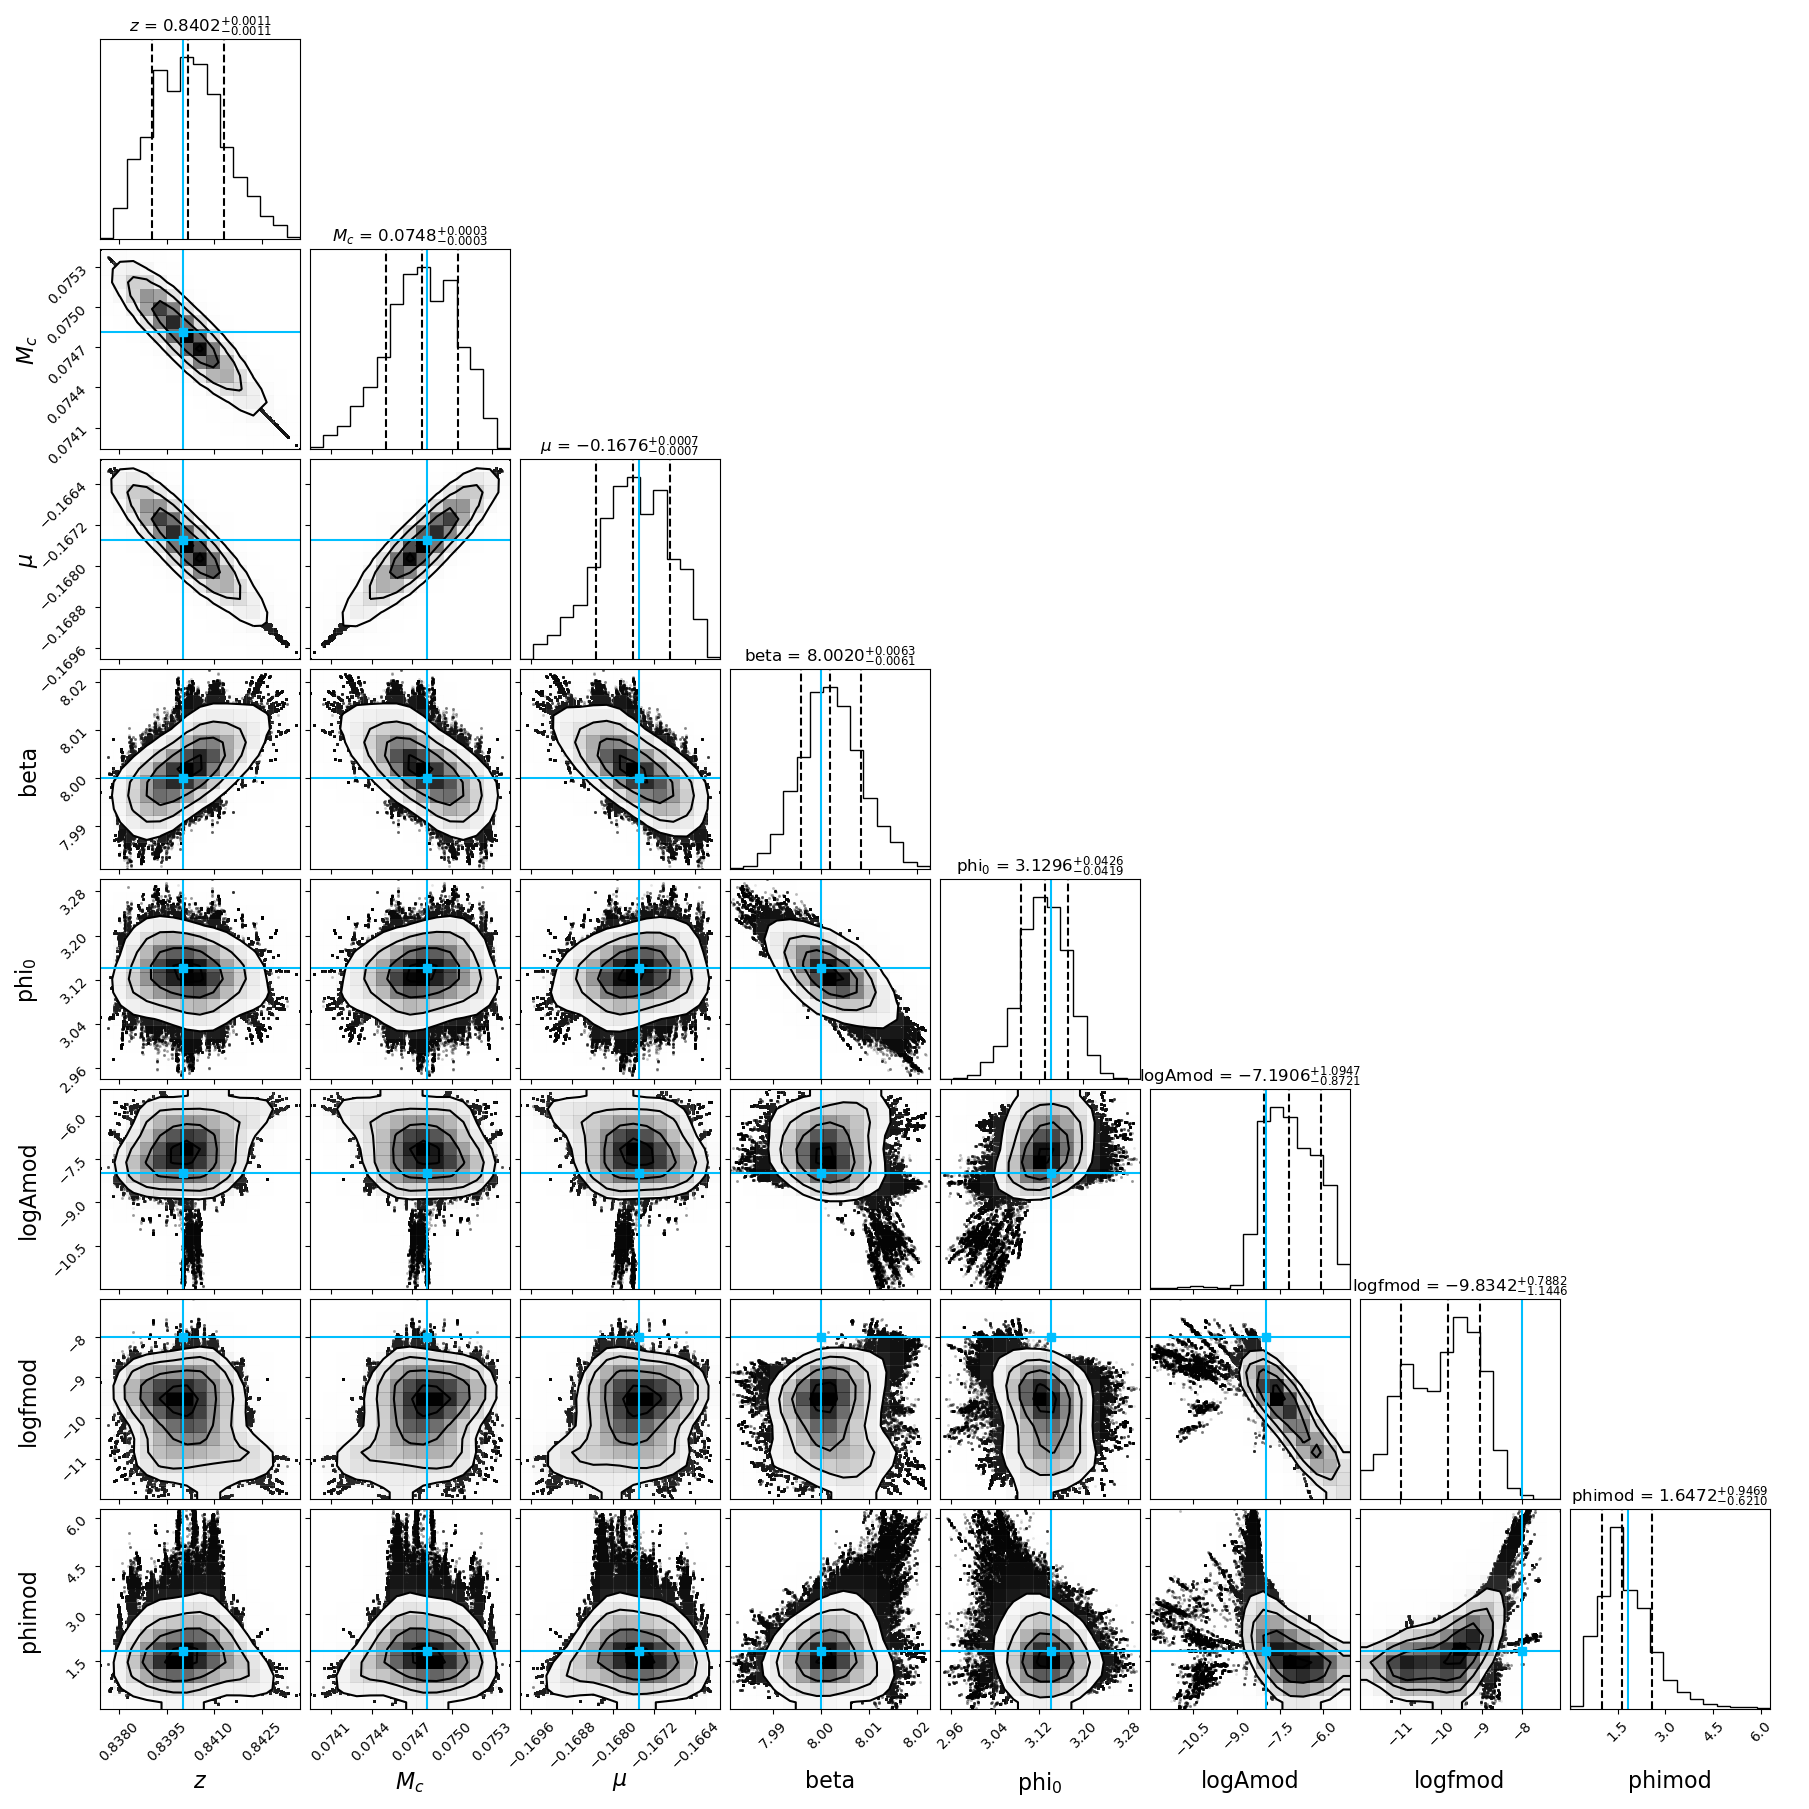 z = 0.8402+0.0011−0.0011
M_c = 0.0748+0.0003−0.0003
0.0753
0.0750
0.0747
0.0744
0.0741
M_c
μ = −0.1676+0.0007−0.0007
−0.1664
−0.1672
−0.1680
−0.1688
−0.1696
μ
beta = 8.0020+0.0063−0.0061
8.02
8.01
8.00
7.99
beta
phi0 = 3.1296+0.0426−0.0419
3.28
3.20
3.12
3.04
2.96
phi0
logAmod = −7.1906+1.0947−0.8721
−6.0
−7.5
−9.0
−10.5
logAmod
logfmod = −9.8342+0.7882−1.1446
−8
−9
−10
−11
logfmod
phimod = 1.6472+0.9469−0.6210
6.0
4.5
3.0
1.5
phimod
0.8380 0.8395 0.8410 0.8425
0.0741 0.0744 0.0747 0.0750 0.0753
−0.1696 −0.1688 −0.1680 −0.1672 −0.1664
7.99 8.00 8.01 8.02
2.96 3.04 3.12 3.20 3.28
−10.5 −9.0 −7.5 −6.0
−11 −10 −9 −8
1.5 3.0 4.5 6.0
z M_c μ beta phi0 logAmod logfmod phimod